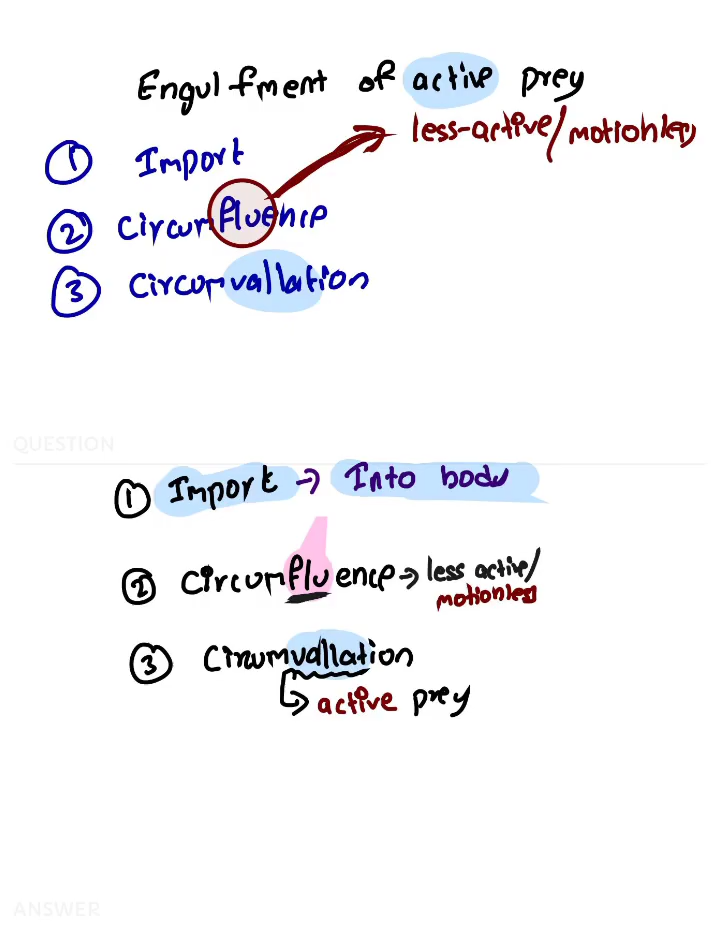 Engulfment of active prey
less-active/motionless
① Import
② Circumfluence
③ Circumvallation
QUESTION
① Import → Into body
② Circumfluence → less active/
motionless
③ Circumvallation
↳ active prey
ANSWER